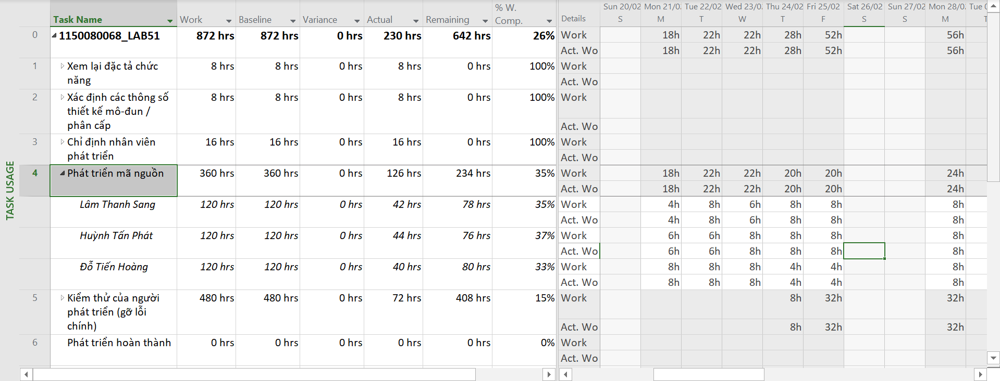 TASK USAGE
Task Name Work Baseline Variance Actual Remaining % W. Comp.
0 1150080068_LAB51 872 hrs 872 hrs 0 hrs 230 hrs 642 hrs 26%
1 Xem lại đặc tả chức năng 8 hrs 8 hrs 0 hrs 8 hrs 0 hrs 100%
2 Xác định các thông số thiết kế mô-đun / phân cấp 8 hrs 8 hrs 0 hrs 8 hrs 0 hrs 100%
3 Chỉ định nhân viên phát triển 16 hrs 16 hrs 0 hrs 16 hrs 0 hrs 100%
4 Phát triển mã nguồn 360 hrs 360 hrs 0 hrs 126 hrs 234 hrs 35%
Lâm Thanh Sang 120 hrs 120 hrs 0 hrs 42 hrs 78 hrs 35%
Huỳnh Tấn Phát 120 hrs 120 hrs 0 hrs 44 hrs 76 hrs 37%
Đỗ Tiến Hoàng 120 hrs 120 hrs 0 hrs 40 hrs 80 hrs 33%
5 Kiểm thử của người phát triển (gỡ lỗi chính) 480 hrs 480 hrs 0 hrs 72 hrs 408 hrs 15%
6 Phát triển hoàn thành 0 hrs 0 hrs 0 hrs 0 hrs 0 hrs 0%
Sun 20/02 Mon 21/02 Tue 22/02 Wed 23/02 Thu 24/02 Fri 25/02 Sat 26/02 Sun 27/02 Mon 28/02 Tue
Details S M T W T F S S M T
Work 18h 22h 22h 28h 52h 56h
Act. Wo 18h 22h 22h 28h 52h 56h
Work
Act. Wo
Work
Act. Wo
Work
Act. Wo
Work 18h 22h 22h 20h 20h 24h
Act. Wo 18h 22h 22h 20h 20h 24h
Work 4h 8h 6h 8h 8h 8h
Act. Wo 4h 8h 6h 8h 8h 8h
Work 6h 6h 8h 8h 8h 8h
Act. Wo 6h 6h 8h 8h 8h 8h
Work 8h 8h 8h 4h 4h 8h
Act. Wo 8h 8h 8h 4h 4h 8h
Work 8h 32h 32h
Act. Wo 8h 32h 32h
Work
Act. Wo